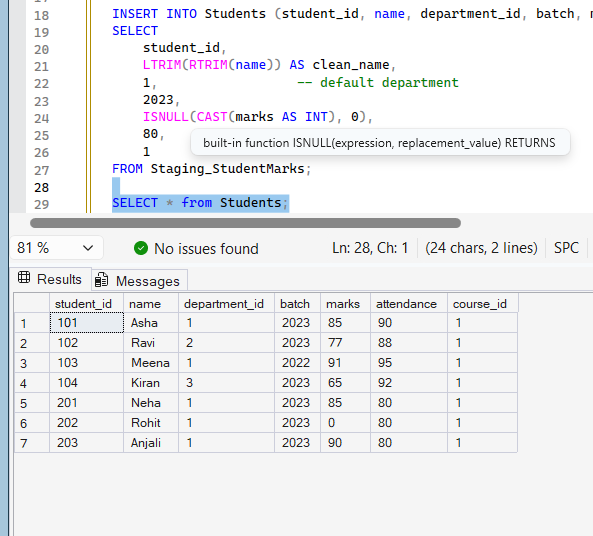 18 INSERT INTO Students (student_id, name, department_id, batch,
19 SELECT
20 student_id,
21 LTRIM(RTRIM(name)) AS clean_name,
22 1, -- default department
23 2023,
24 ISNULL(CAST(marks AS INT), 0),
25 80,
built-in function ISNULL(expression, replacement_value) RETURNS
26 1
27 FROM Staging_StudentMarks;
28
29 SELECT * from Students;
81 % No issues found Ln: 28, Ch: 1 (24 chars, 2 lines) SPC
Results Messages
student_id name department_id batch marks attendance course_id
1 101 Asha 1 2023 85 90 1
2 102 Ravi 2 2023 77 88 1
3 103 Meena 1 2022 91 95 1
4 104 Kiran 3 2023 65 92 1
5 201 Neha 1 2023 85 80 1
6 202 Rohit 1 2023 0 80 1
7 203 Anjali 1 2023 90 80 1